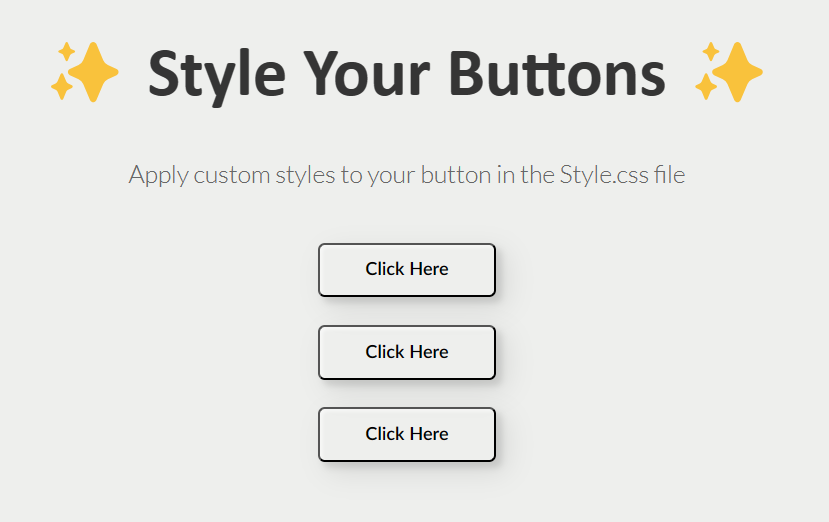 ✨ Style Your Buttons ✨
Apply custom styles to your button in the Style.css file
Click Here
Click Here
Click Here